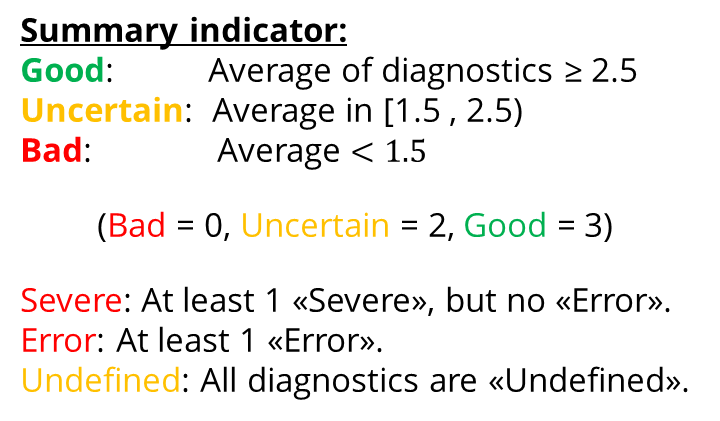 Summary indicator:
Good: Average of diagnostics ≥ 2.5
Uncertain: Average in [1.5 , 2.5)
Bad: Average < 1.5
(Bad = 0, Uncertain = 2, Good = 3)
Severe: At least 1 «Severe», but no «Error».
Error: At least 1 «Error».
Undefined: All diagnostics are «Undefined».